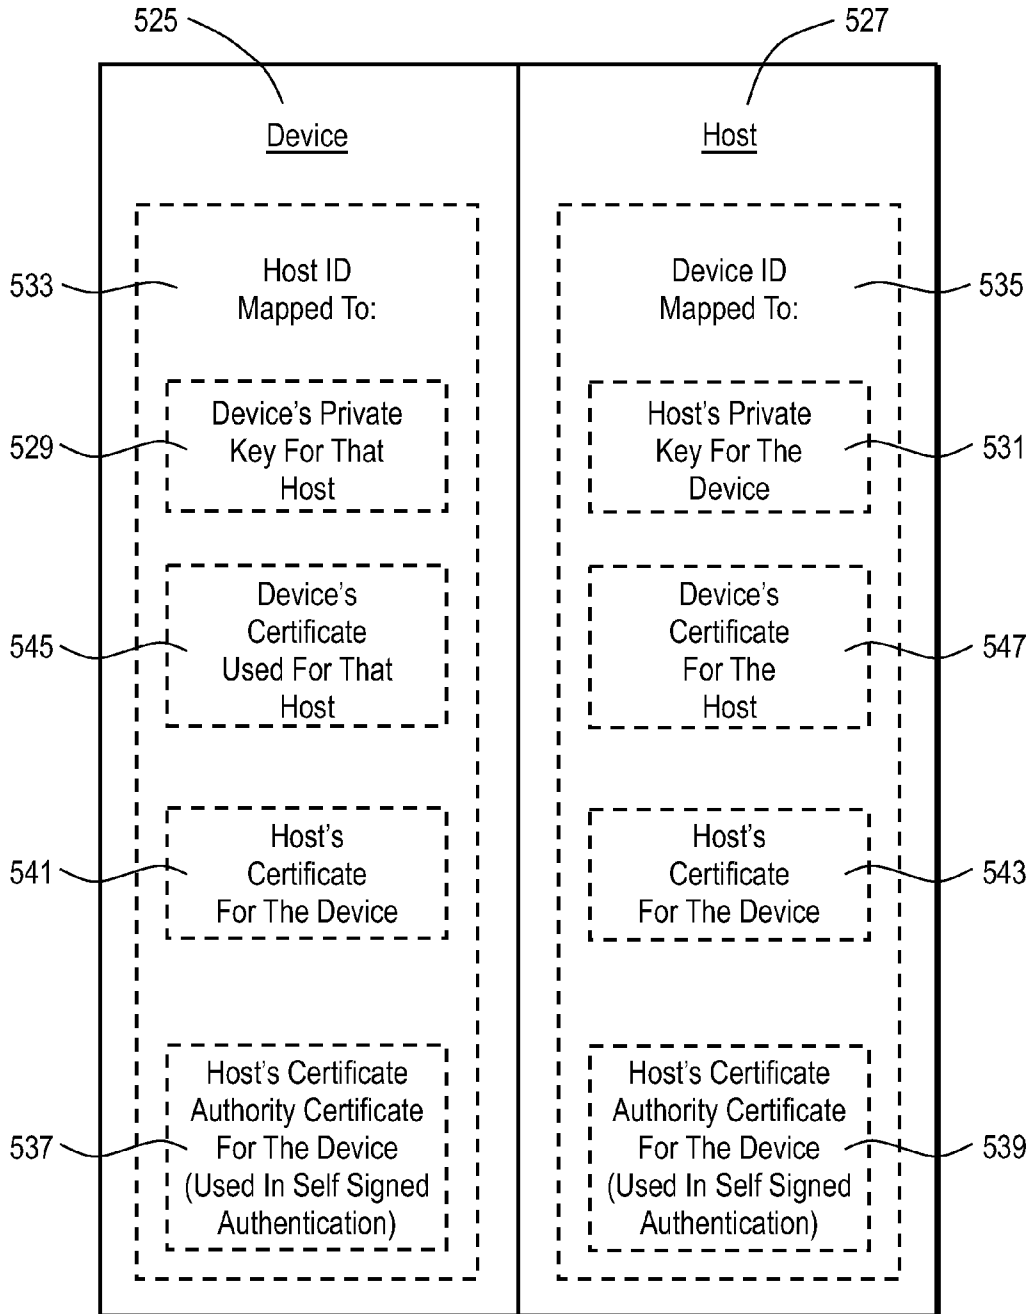 525
527
Device
Host
533
Host ID
Mapped To:
Device ID
Mapped To:
535
529
Device's Private
Key For That
Host
Host's Private
Key For The
Device
531
545
Device's
Certificate
Used For That
Host
Device's
Certificate
For The
Host
547
541
Host's
Certificate
For The Device
Host's
Certificate
For The Device
543
537
Host's Certificate
Authority Certificate
For The Device
(Used In Self Signed
Authentication)
Host's Certificate
Authority Certificate
For The Device
(Used In Self Signed
Authentication)
539